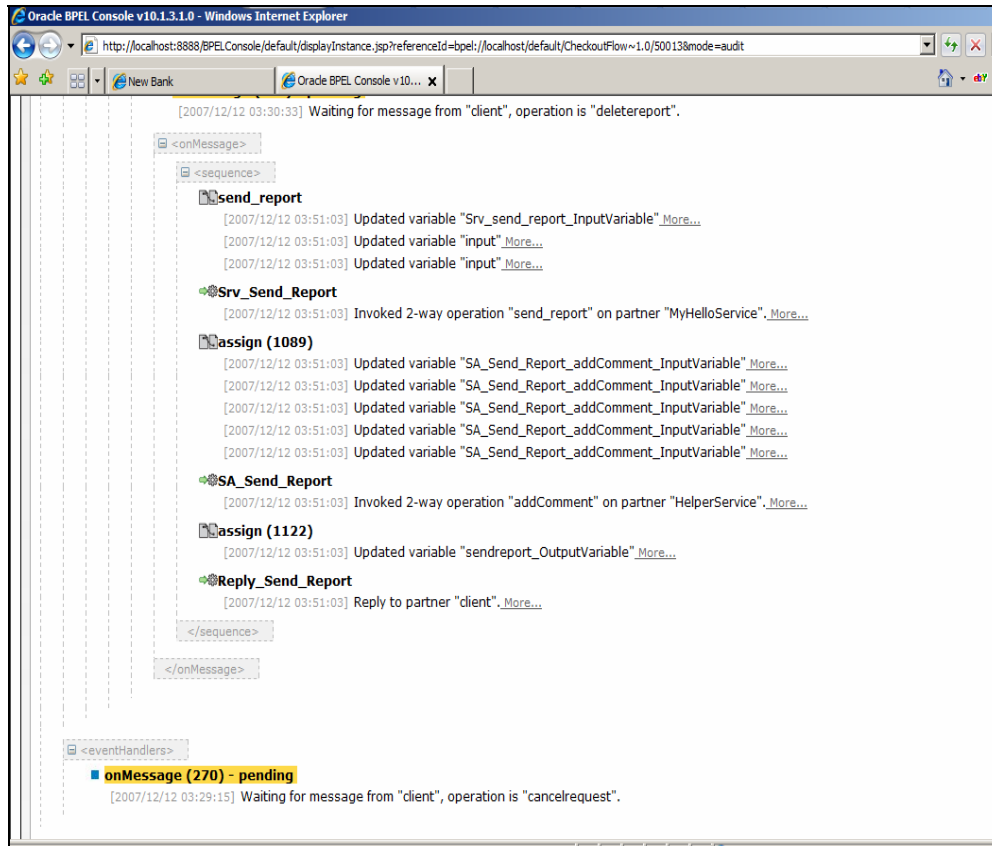 Oracle BPEL Console v10.1.3.1.0 - Windows Internet Explorer
http://localhost:8888/BPELConsole/default/displayInstance.jsp?referenceId=bpel://localhost/default/CheckoutFlow~1.0/50013&mode=audit
New Bank
Oracle BPEL Console v10...
[2007/12/12 03:30:33] Waiting for message from "client", operation is "deletereport".
<onMessage>
<sequence>
send_report
[2007/12/12 03:51:03] Updated variable "Srv_send_report_InputVariable" More...
[2007/12/12 03:51:03] Updated variable "input" More...
[2007/12/12 03:51:03] Updated variable "input" More...
Srv_Send_Report
[2007/12/12 03:51:03] Invoked 2-way operation "send_report" on partner "MyHelloService". More...
assign (1089)
[2007/12/12 03:51:03] Updated variable "SA_Send_Report_addComment_InputVariable" More...
[2007/12/12 03:51:03] Updated variable "SA_Send_Report_addComment_InputVariable" More...
[2007/12/12 03:51:03] Updated variable "SA_Send_Report_addComment_InputVariable" More...
[2007/12/12 03:51:03] Updated variable "SA_Send_Report_addComment_InputVariable" More...
[2007/12/12 03:51:03] Updated variable "SA_Send_Report_addComment_InputVariable" More...
SA_Send_Report
[2007/12/12 03:51:03] Invoked 2-way operation "addComment" on partner "HelperService". More...
assign (1122)
[2007/12/12 03:51:03] Updated variable "sendreport_OutputVariable" More...
Reply_Send_Report
[2007/12/12 03:51:03] Reply to partner "client". More...
</sequence>
</onMessage>
<eventHandlers>
onMessage (270) - pending
[2007/12/12 03:29:15] Waiting for message from "client", operation is "cancelrequest".